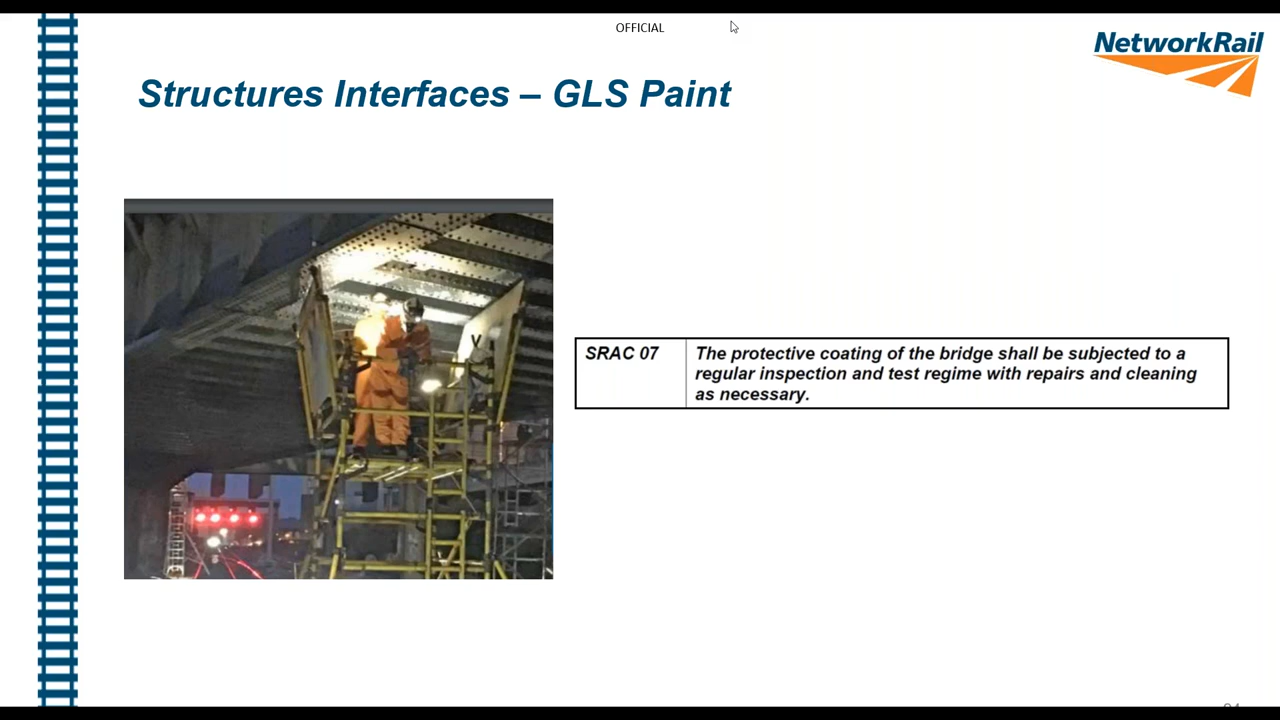 OFFICIAL
NetworkRail
Structures Interfaces – GLS Paint
SRAC 07
The protective coating of the bridge shall be subjected to a
regular inspection and test regime with repairs and cleaning
as necessary.